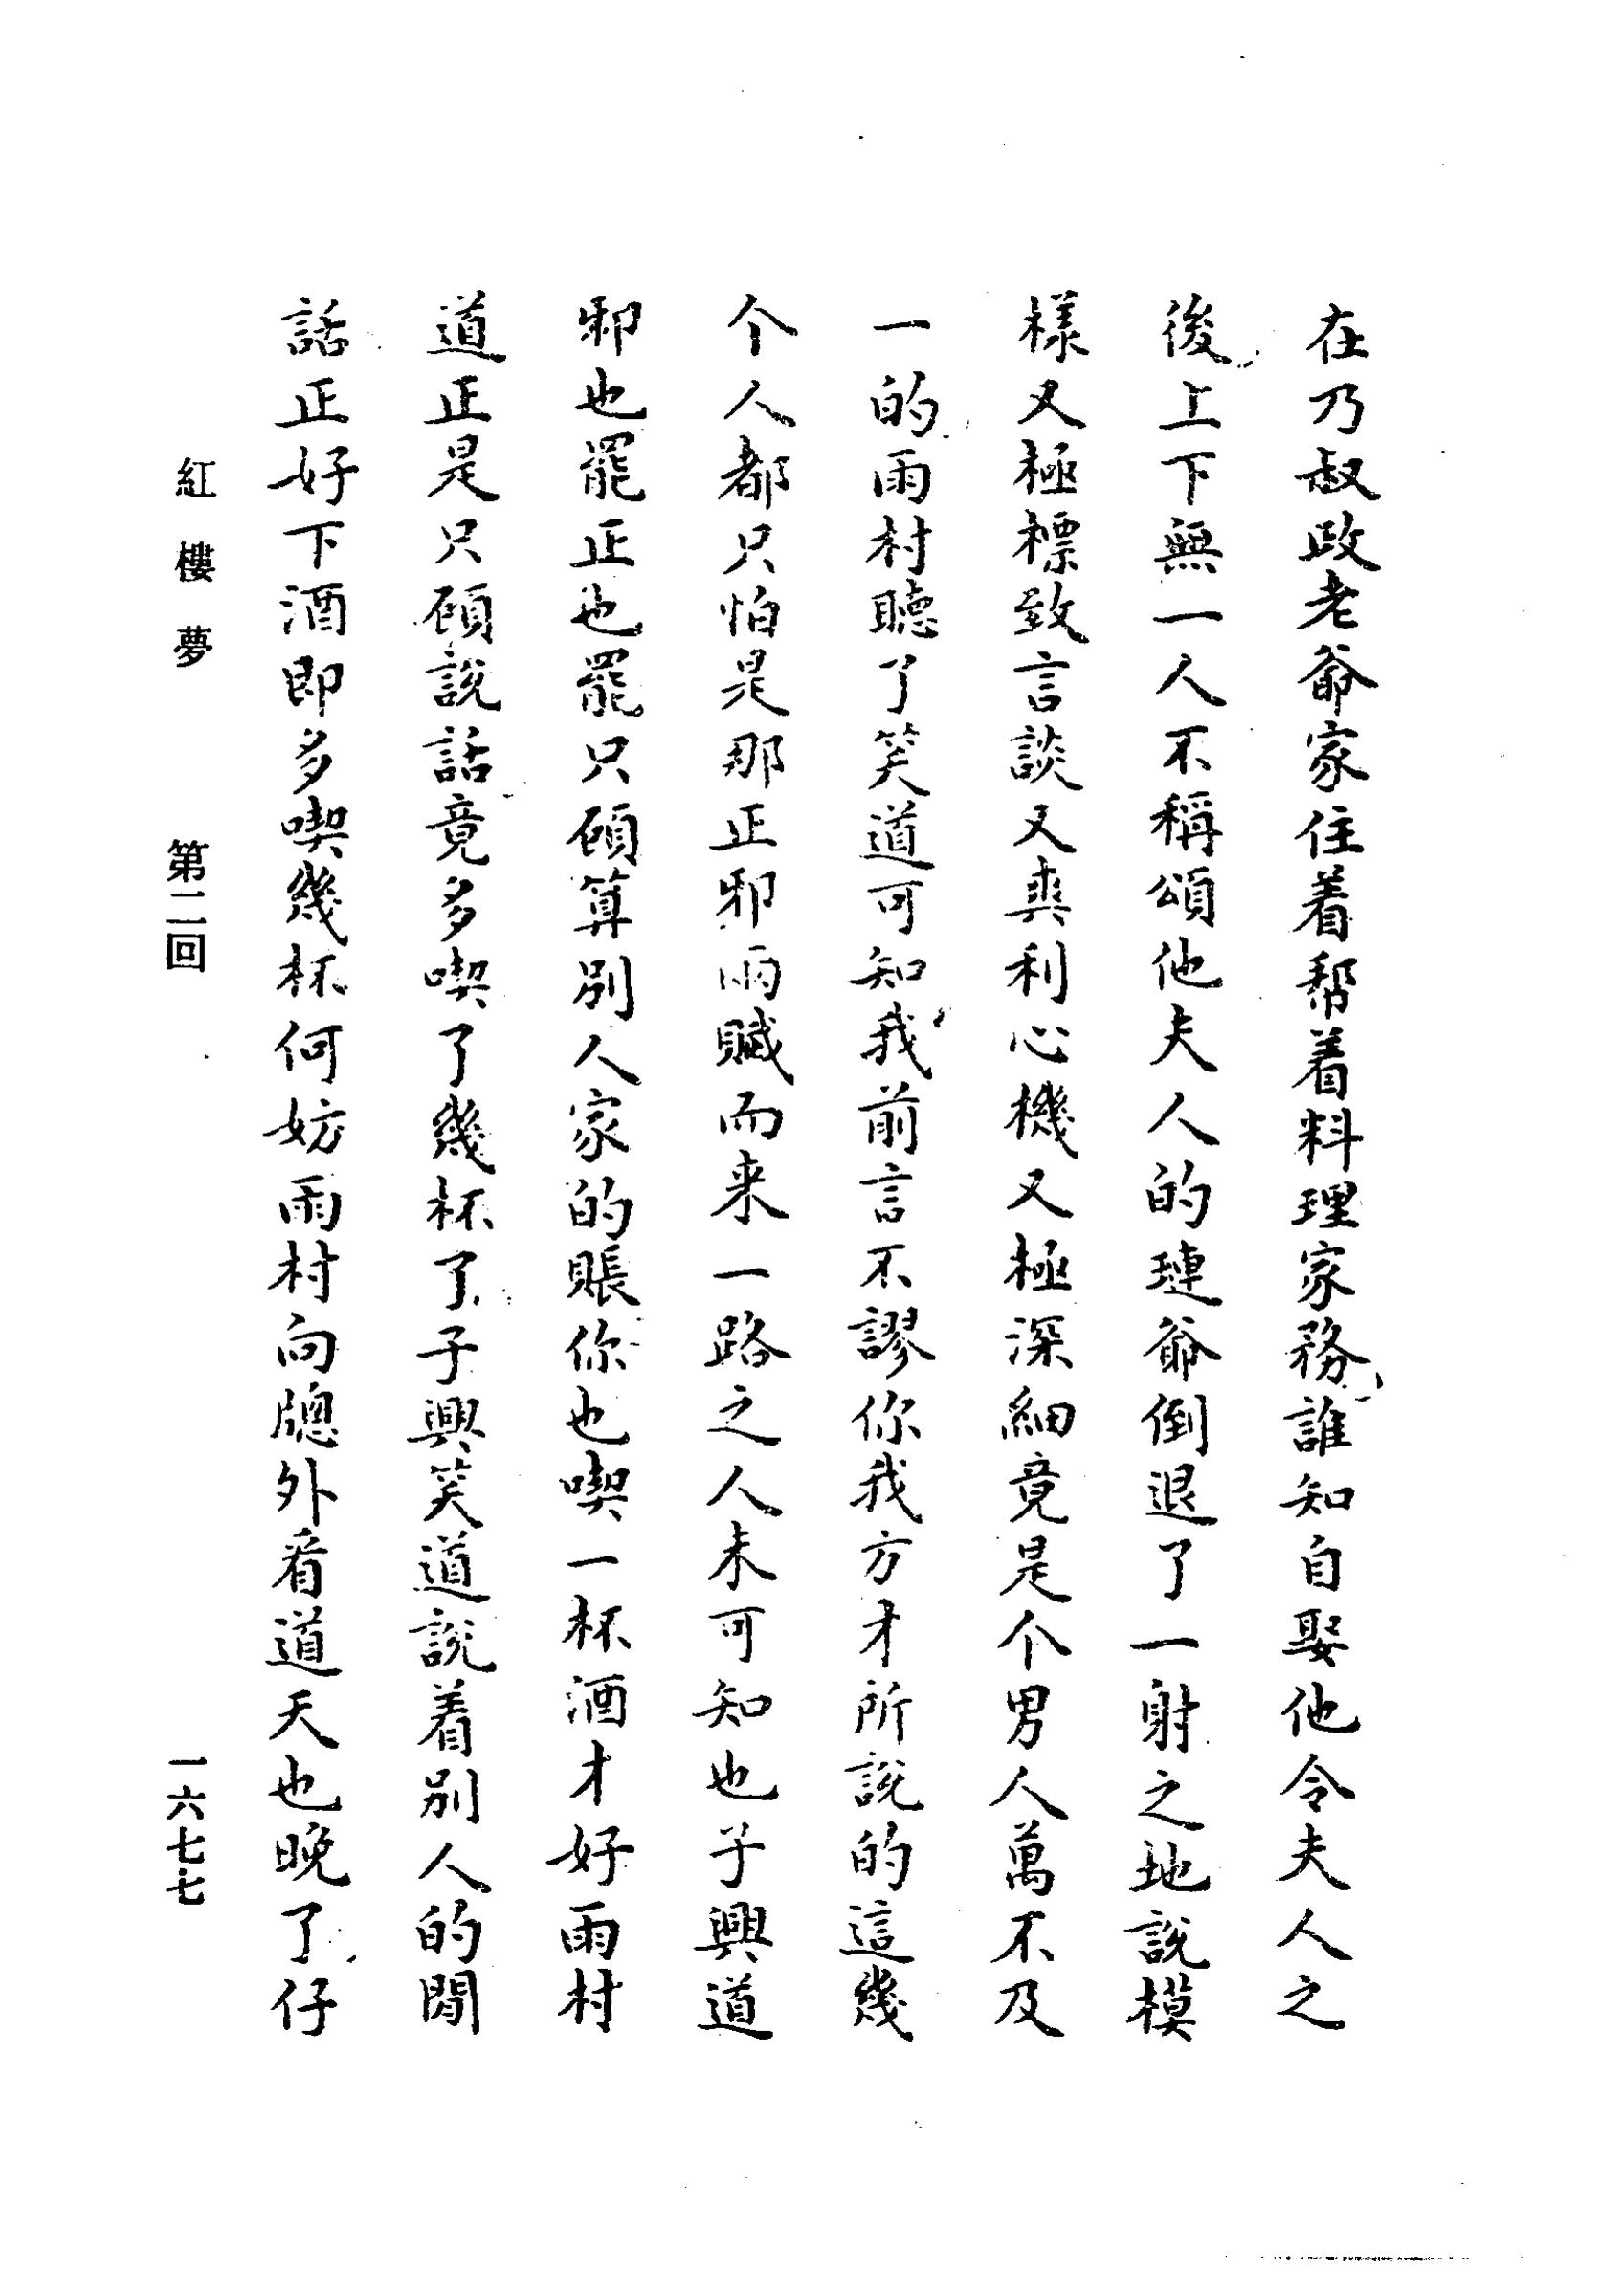 在乃叔政老爺家住着帮着料理家務誰知自娶他令夫人之
後上下無一人不稱頌他夫人的璉爺倒退了一射之地說模
樣又極標致言談又爽利心機又極深細竟是个男人萬不及
一的雨村聽了笑道可知我前言不謬你我方才所說的這幾
个人都只怕是那正邪兩賦而来一路之人未可知也子興道
邪也罷正也罷只顧算别人家的賬你也喫一杯酒才好雨村
道正是只顧說話竟多喫了幾杯了子興笑道說着别人的閒
話正好下酒即多喫幾杯何妨雨村向牕外看道天也晚了仔
紅樓夢 第二回 一六七七